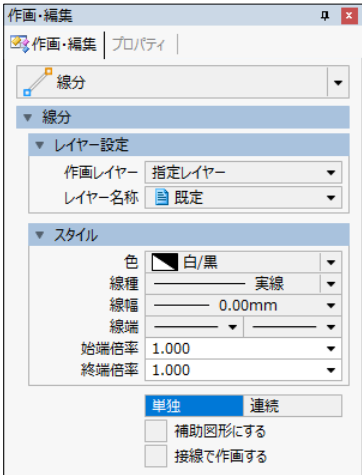 作画・編集
作画・編集 プロパティ
線分
線分
レイヤー設定
作画レイヤー 指定レイヤー
レイヤー名称 既定
スタイル
色 白/黒
線種 実線
線幅 0.00mm
線端
始端倍率 1.000
終端倍率 1.000
単独 連続
補助図形にする
接線で作画する